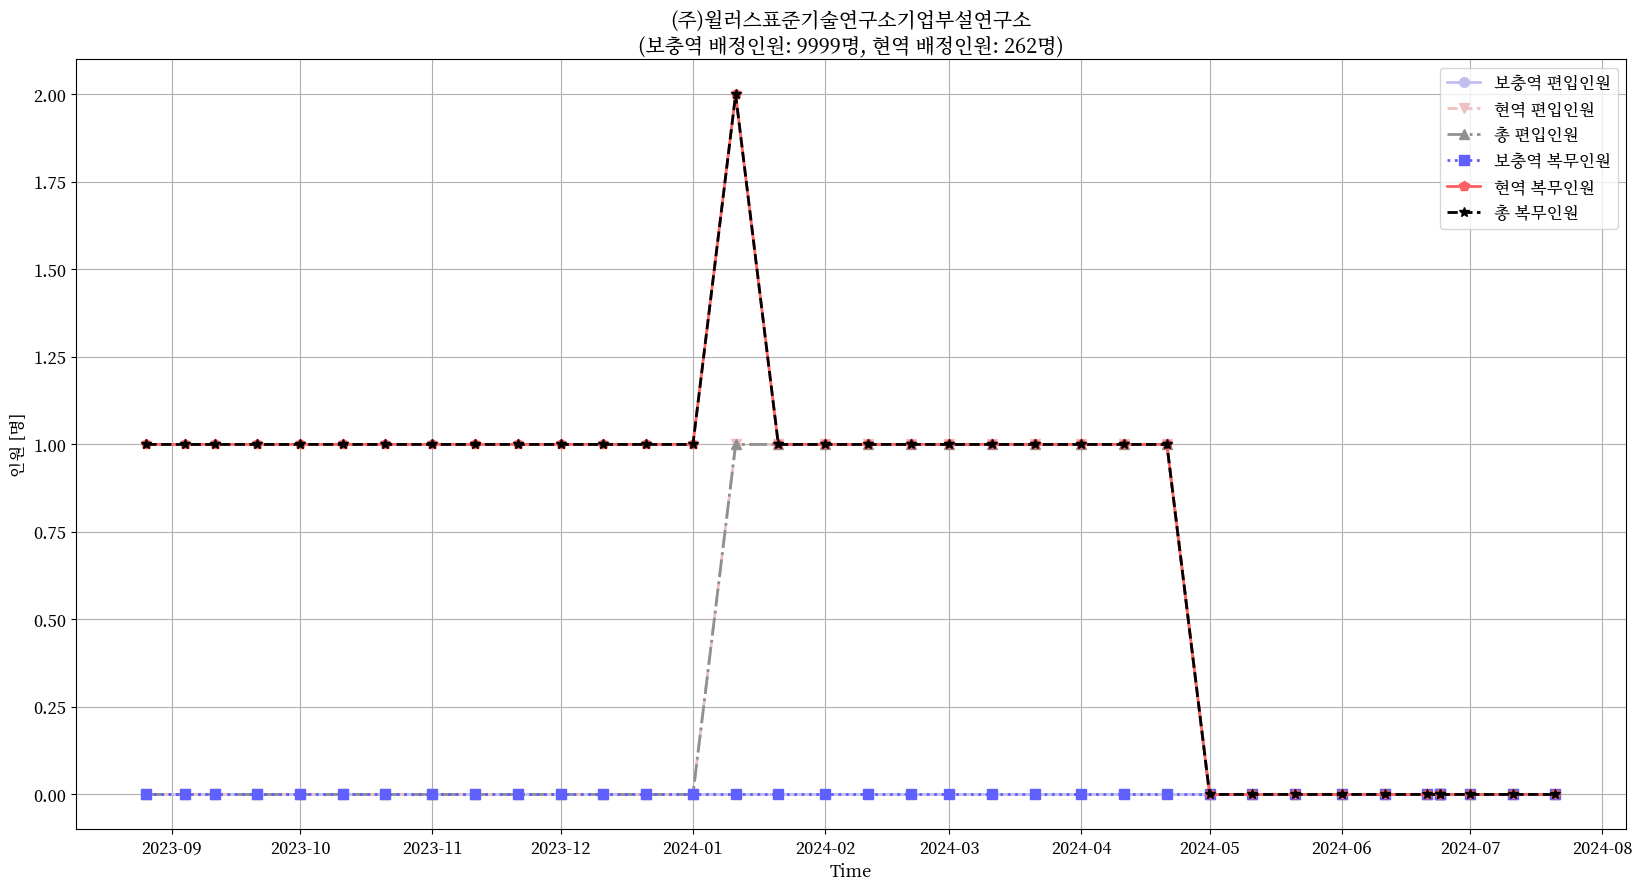 (주)윌러스표준기술연구소기업부설연구소
(보충역 배정인원: 9999명, 현역 배정인원: 262명)
보충역 편입인원
현역 편입인원
총 편입인원
보충역 복무인원
현역 복무인원
총 복무인원
인원 [명]
2.00
1.75
1.50
1.25
1.00
0.75
0.50
0.25
0.00
2023-09
2023-10
2023-11
2023-12
2024-01
2024-02
2024-03
2024-04
2024-05
2024-06
2024-07
2024-08
Time